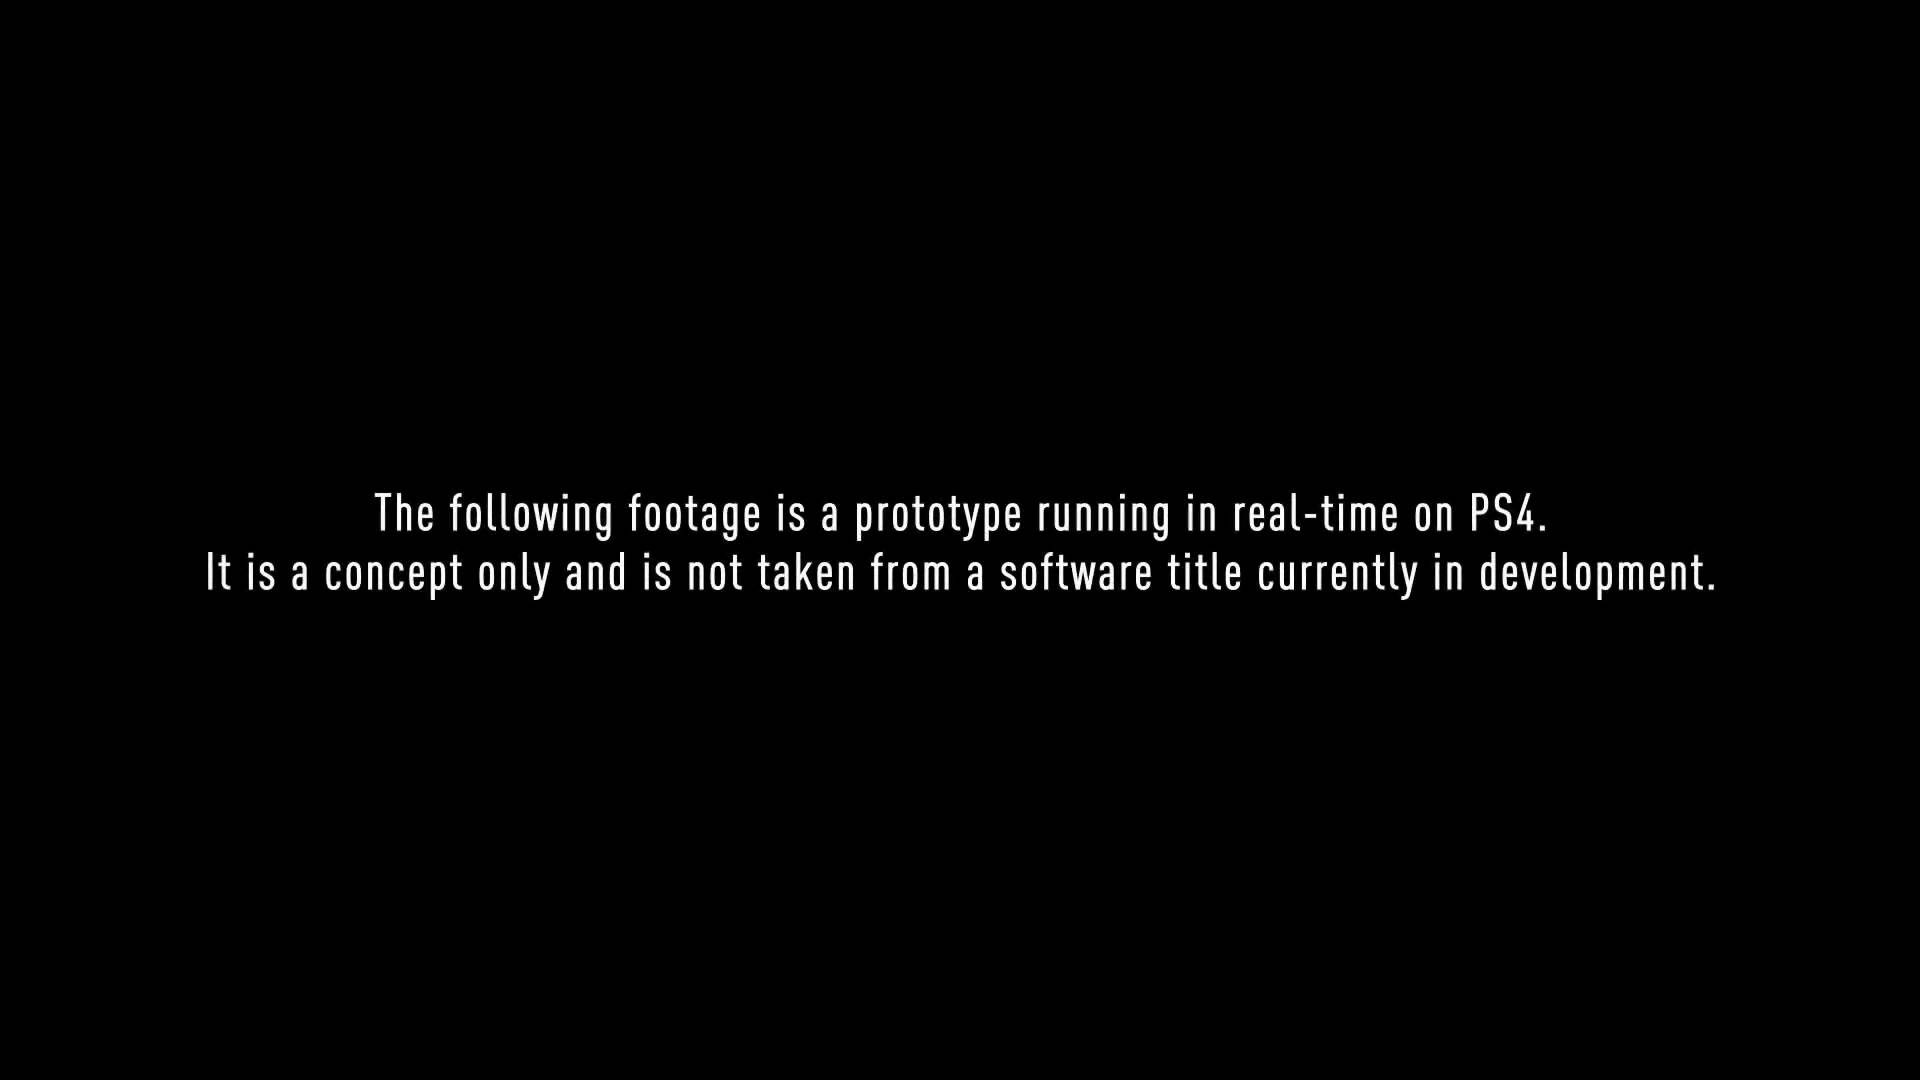 The following footage is a prototype running in real-time on PS4.
It is a concept only and is not taken from a software title currently in development.